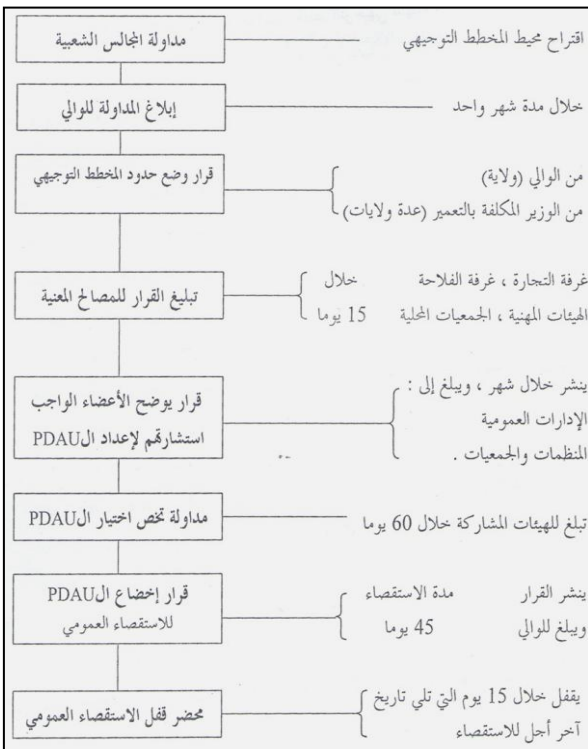 اقتراح محيط المخطط التوجيهي
مداولة المجالس الشعبية
خلال مدة شهر واحد
إبلاغ المداولة للوالي
من الوالي (ولاية)
من الوزير المكلفة بالتعمير (عدة ولايات)
قرار وضع حدود المخطط التوجيهي
غرفة التجارة ، غرفة الفلاحة خلال
الهيئات المهنية ، الجمعيات المحلية 15 يوما
تبليغ القرار للمصالح المعنية
ينشر خلال شهر ، ويبلغ إلى :
الإدارات العمومية
المنظمات والجمعيات .
قرار يوضح الأعضاء الواجب
استشارتهم لإعداد الPDAU
تبلغ للهيئات المشاركة خلال 60 يوما
مداولة تخص اختيار الPDAU
ينشر القرار مدة الاستقصاء
ويبلغ للوالي 45 يوما
قرار إخضاع الPDAU
للاستقصاء العمومي
يقفل خلال 15 يوم التي تلي تاريخ
آخر أجل للاستقصاء
محضر قفل الاستقصاء العمومي